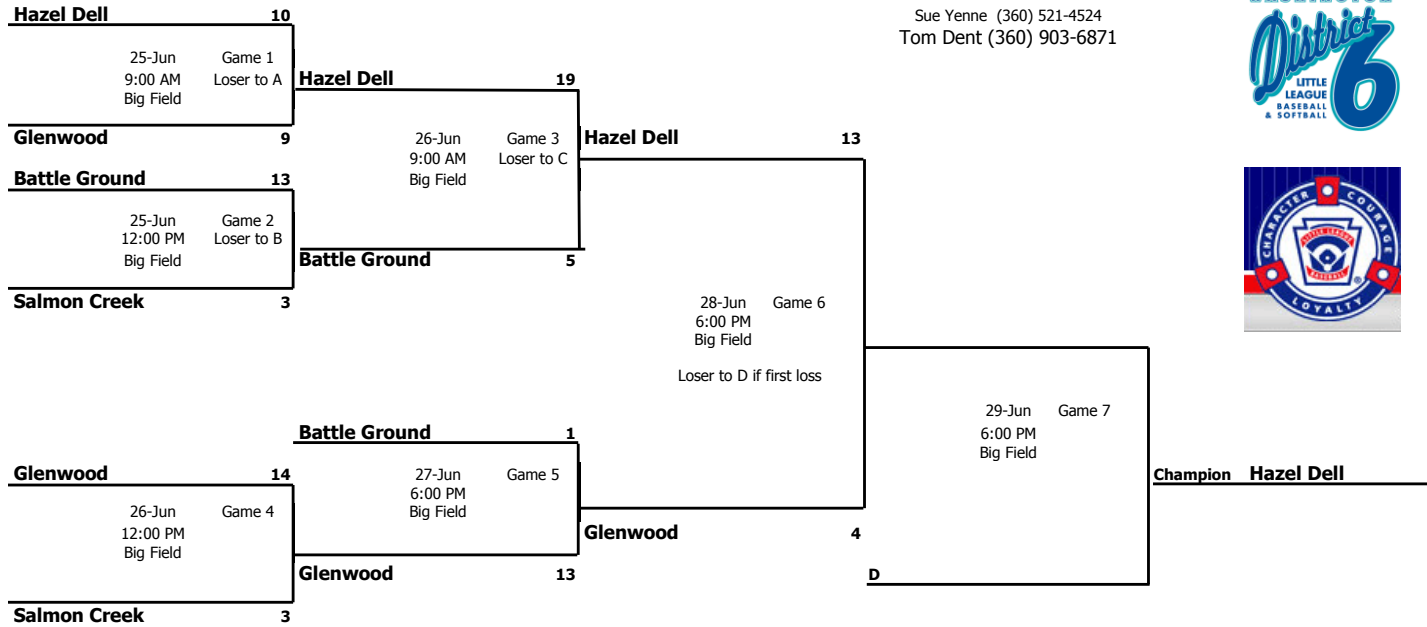 Hazel Dell 10
Sue Yenne (360) 521-4524
Tom Dent (360) 903-6871
District 6
LITTLE
LEAGUE
BASEBALL
& SOFTBALL
25-Jun Game 1
9:00 AM Loser to A
Big Field
Hazel Dell 19
Glenwood 9
26-Jun Game 3
9:00 AM Loser to C
Big Field
Hazel Dell 13
Battle Ground 13
25-Jun Game 2
12:00 PM Loser to B
Big Field
CHARACTER COURAGE
LITTLE LEAGUE
BASEBALL
®
LOYALTY
Battle Ground 5
Salmon Creek 3
28-Jun Game 6
6:00 PM
Big Field
Loser to D if first loss
29-Jun Game 7
6:00 PM
Big Field
Battle Ground 1
Glenwood 14
27-Jun Game 5
6:00 PM
Big Field
Champion Hazel Dell
26-Jun Game 4
12:00 PM
Big Field
Glenwood 4
Glenwood 13
D
Salmon Creek 3